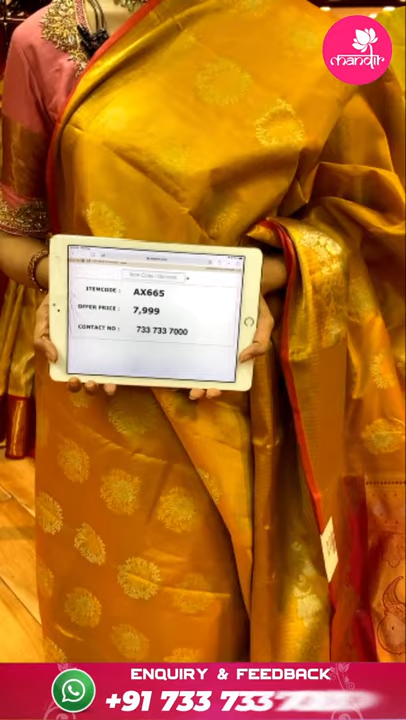 mandir
ITEMCODE : AX665
OFFER PRICE : 7,999
CONTACT NO : 733 733 7000
ENQUIRY & FEEDBACK
+91 733 733